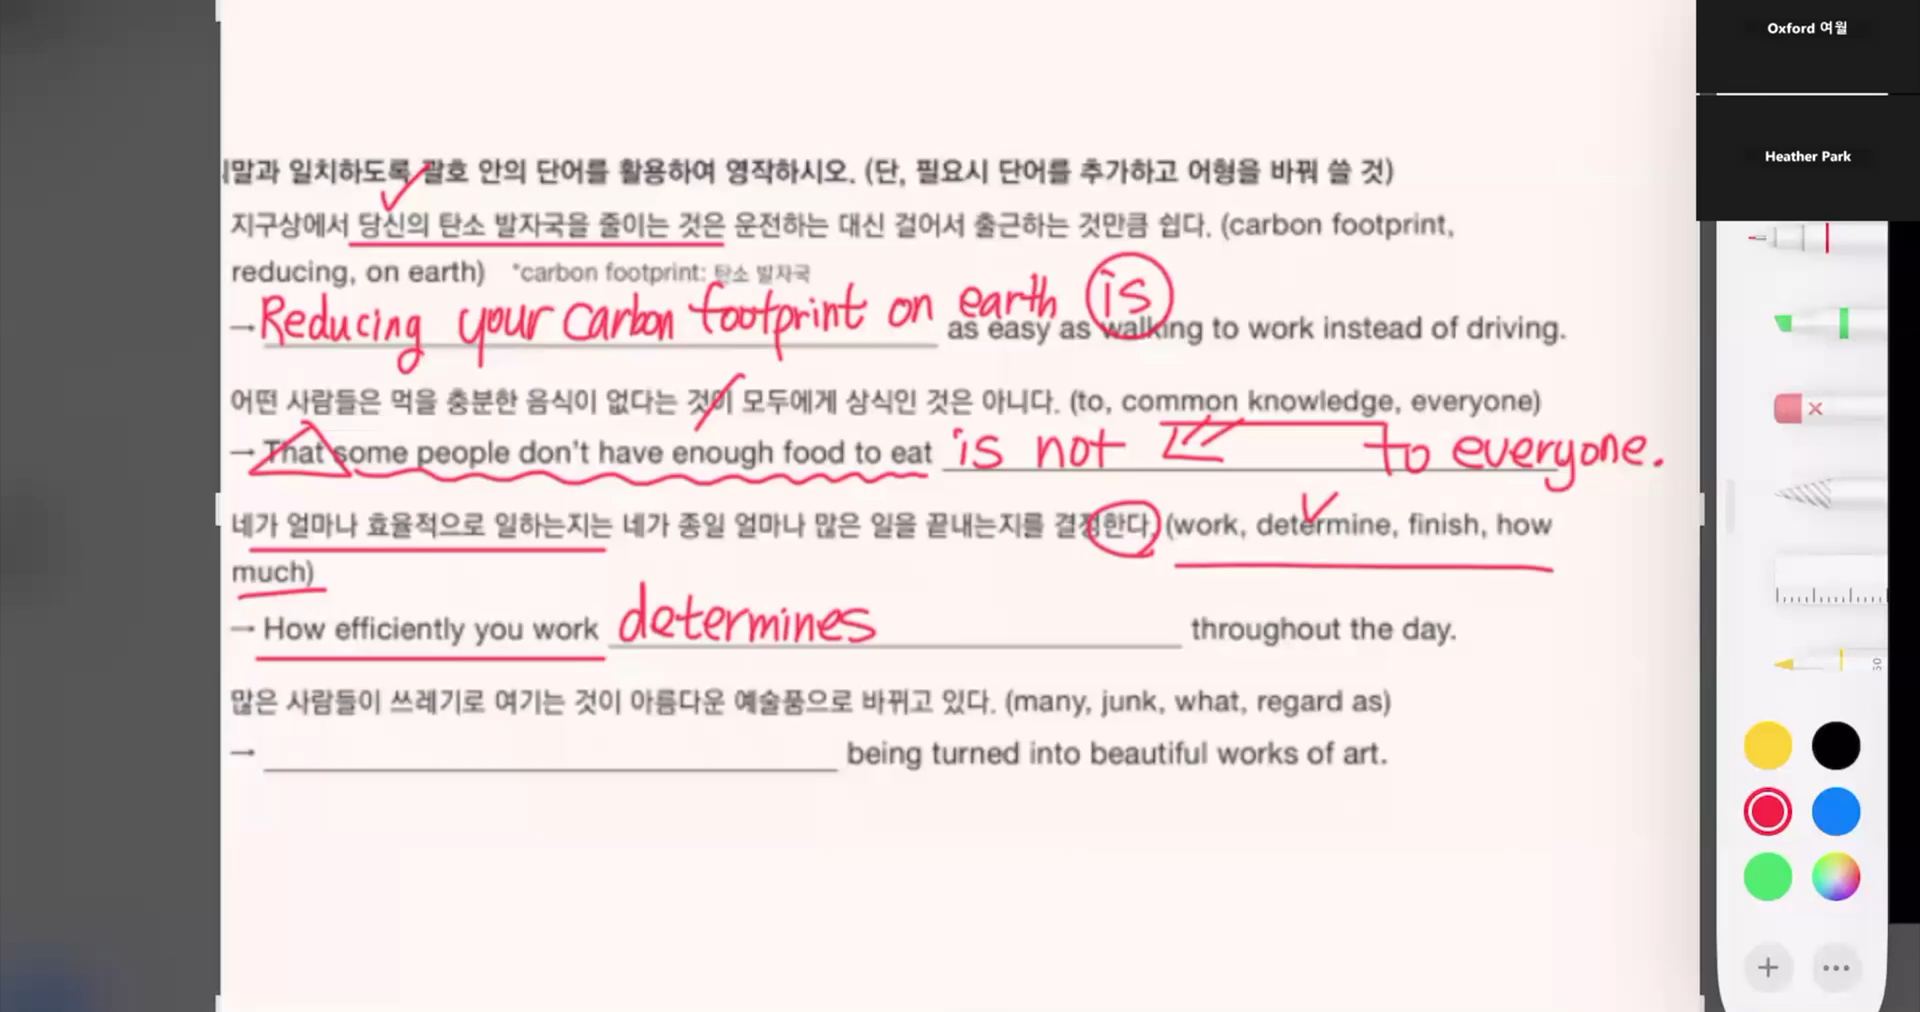 Oxford 여월
Heather Park
말과 일치하도록 괄호 안의 단어를 활용하여 영작하시오. (단, 필요시 단어를 추가하고 어형을 바꿔 쓸 것)
지구상에서 당신의 탄소 발자국을 줄이는 것은 운전하는 대신 걸어서 출근하는 것만큼 쉽다. (carbon footprint,
reducing, on earth) *carbon footprint: 탄소 발자국
→ Reducing your carbon footprint on earth is as easy as walking to work instead of driving.
어떤 사람들은 먹을 충분한 음식이 없다는 것이 모두에게 상식인 것은 아니다. (to, common knowledge, everyone)
→ That some people don't have enough food to eat is not to everyone.
네가 얼마나 효율적으로 일하는지는 네가 종일 얼마나 많은 일을 끝내는지를 결정한다. (work, determine, finish, how
much)
→ How efficiently you work determines throughout the day.
많은 사람들이 쓰레기로 여기는 것이 아름다운 예술품으로 바뀌고 있다. (many, junk, what, regard as)
→ being turned into beautiful works of art.
50